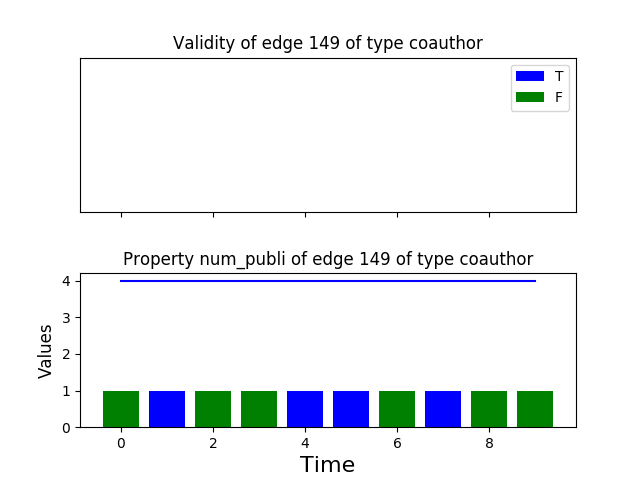 Validity of edge 149 of type coauthor
T
F
Property num_publi of edge 149 of type coauthor
4
3
2
1
0
Values
0 2 4 6 8
Time